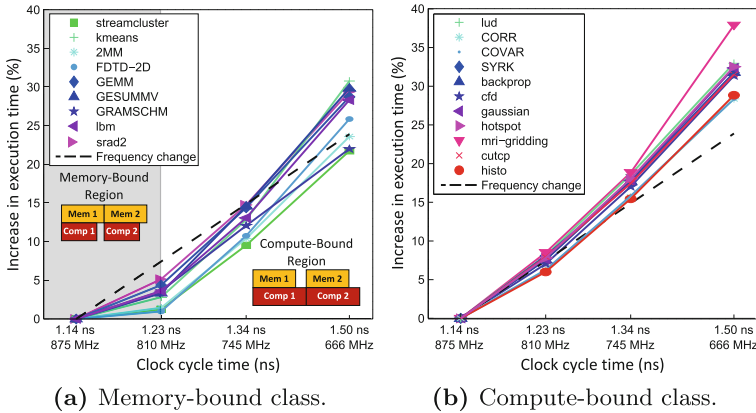 40
35
30
25
20
15
10
5
0
Increase in execution time (%)
streamcluster
kmeans
2MM
FDTD-2D
GEMM
GESUMMV
GRAMSCHM
lbm
srad2
Frequency change
Memory-Bound
Region
Mem 1 Mem 2
Comp 1 Comp 2
Compute-Bound
Region
Mem 1 Mem 2
Comp 1 Comp 2
1.14 ns 1.23 ns 1.34 ns 1.50 ns
875 MHz 810 MHz 745 MHz 666 MHz
Clock cycle time (ns)
(a) Memory-bound class.
40
35
30
25
20
15
10
5
0
Increase in execution time (%)
lud
CORR
COVAR
SYRK
backprop
cfd
gaussian
hotspot
mri-gridding
cutcp
histo
Frequency change
1.14 ns 1.23 ns 1.34 ns 1.50 ns
875 MHz 810 MHz 745 MHz 666 MHz
Clock cycle time (ns)
(b) Compute-bound class.